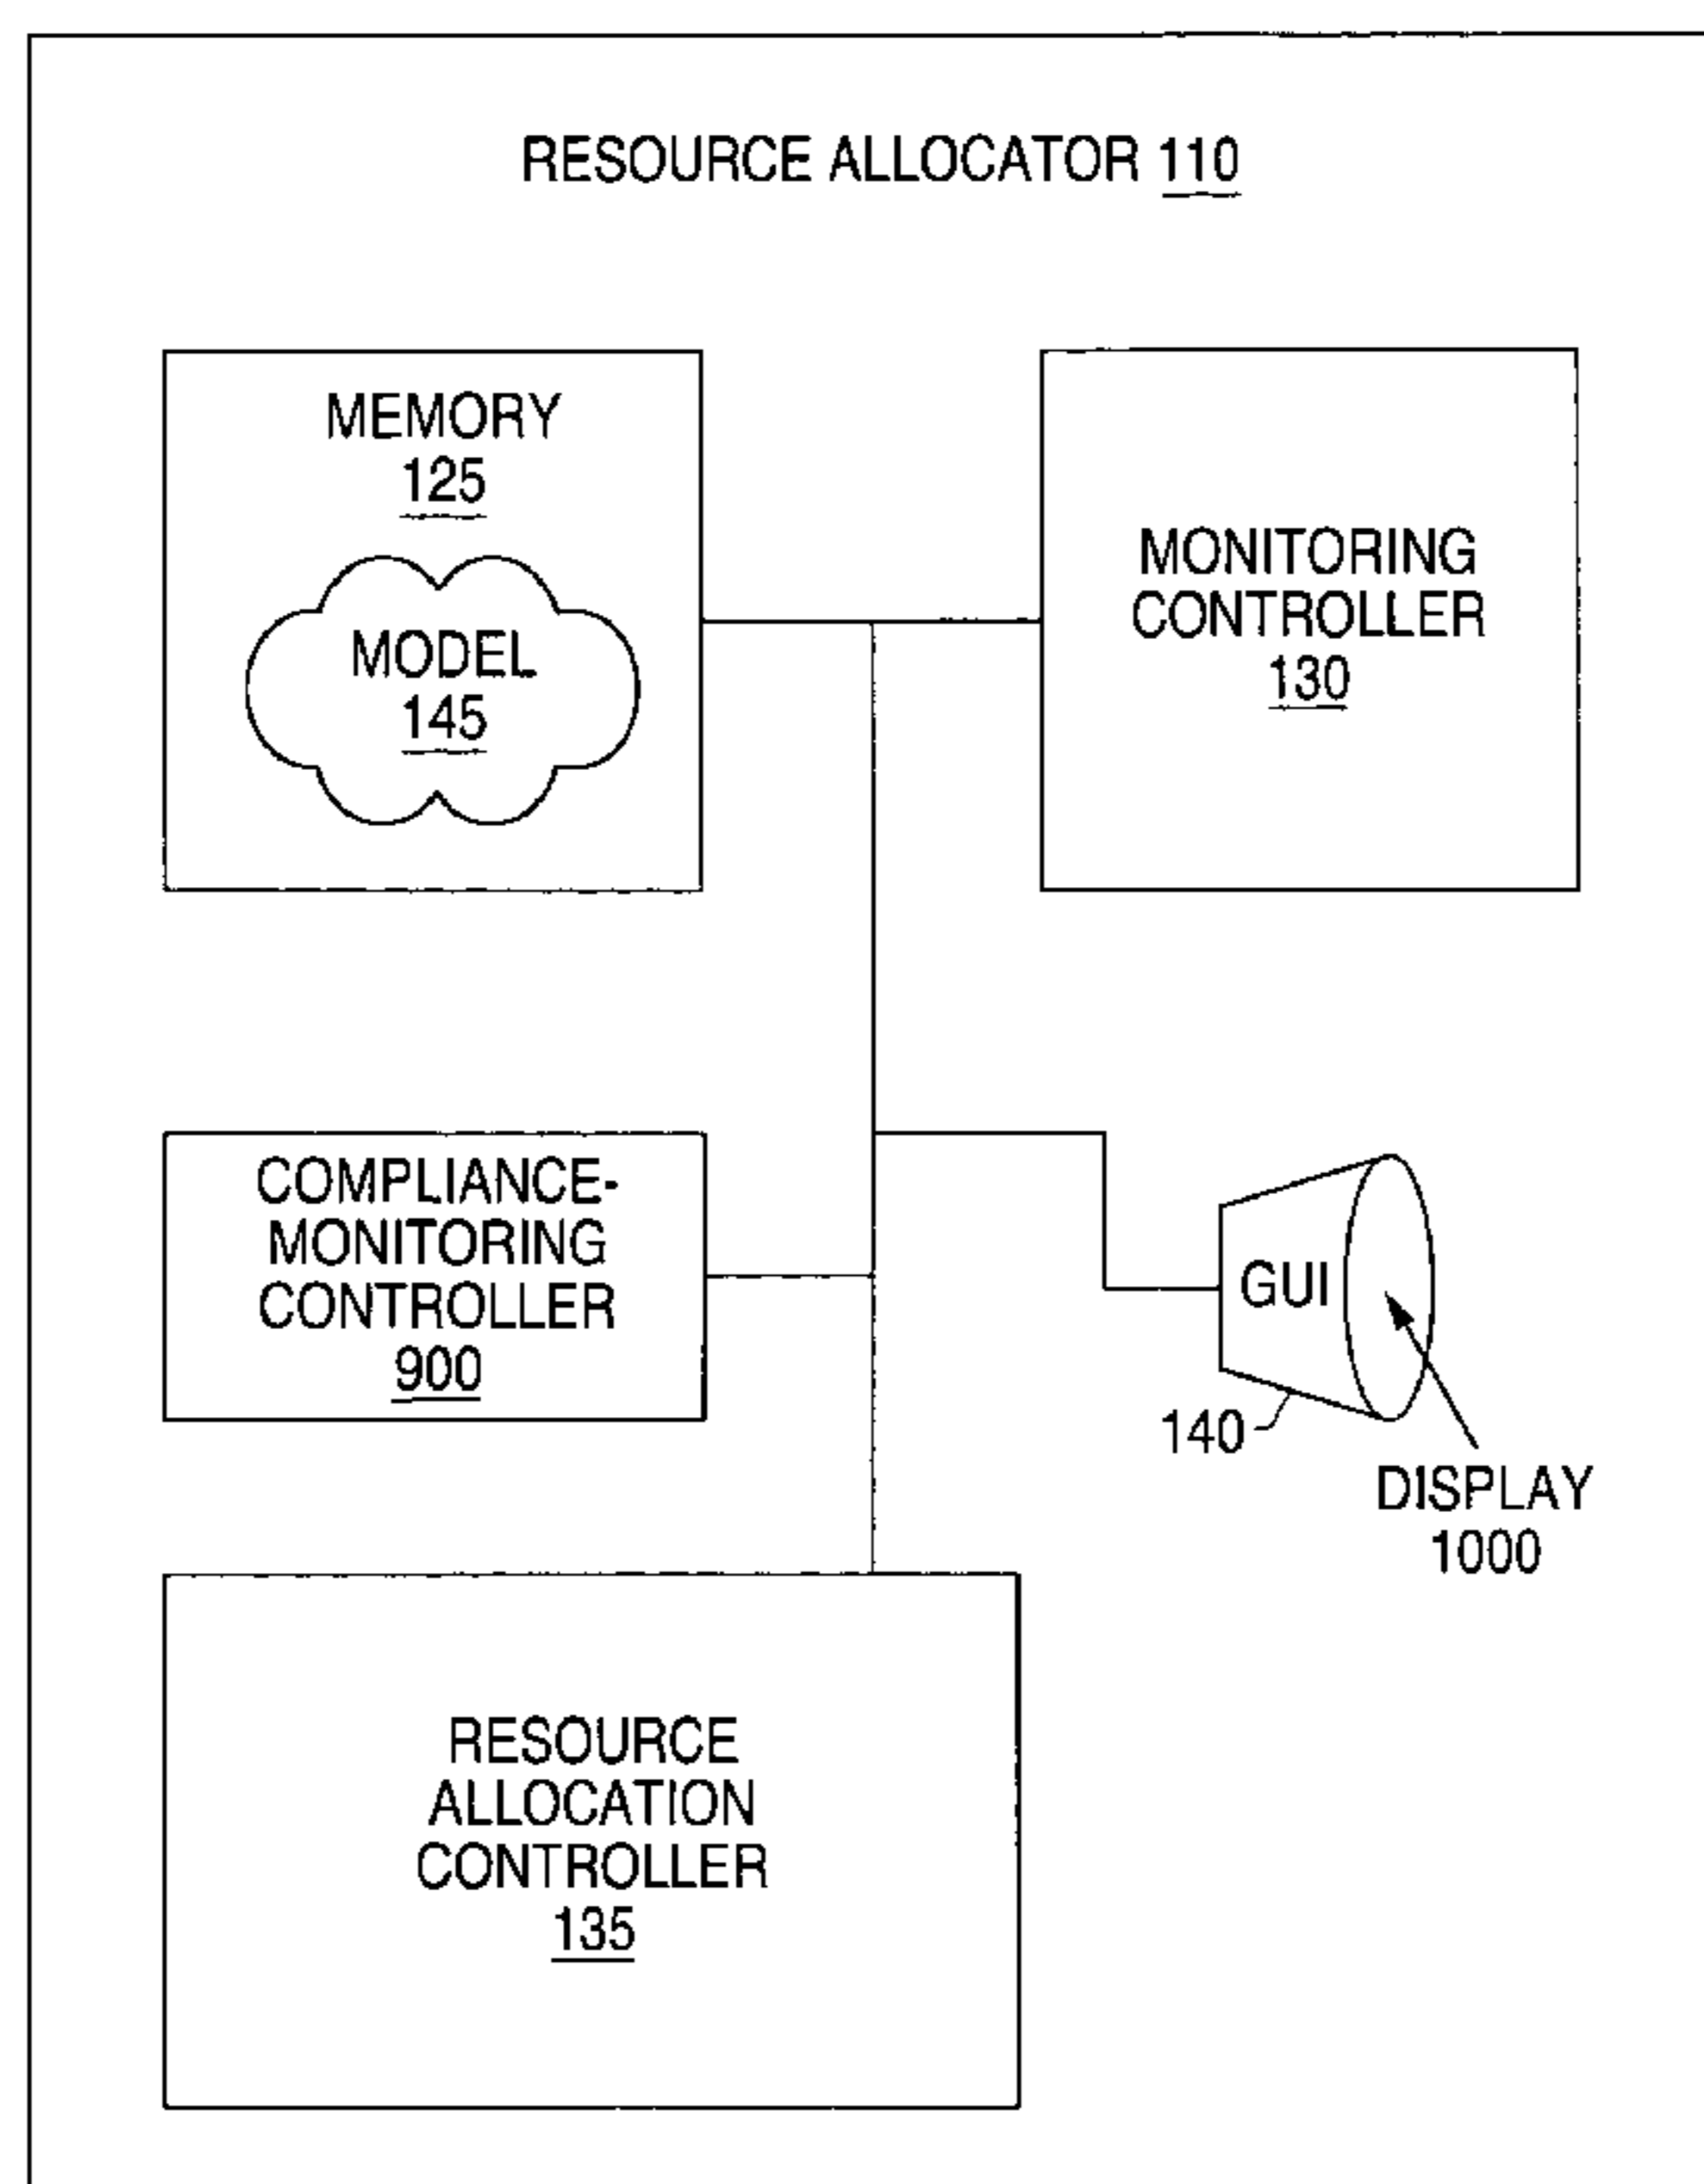 RESOURCE ALLOCATOR 110
MEMORY
125
MODEL
145
MONITORING
CONTROLLER
130
COMPLIANCE-
MONITORING
CONTROLLER
900
GUI
140
DISPLAY
1000
RESOURCE
ALLOCATION
CONTROLLER
135